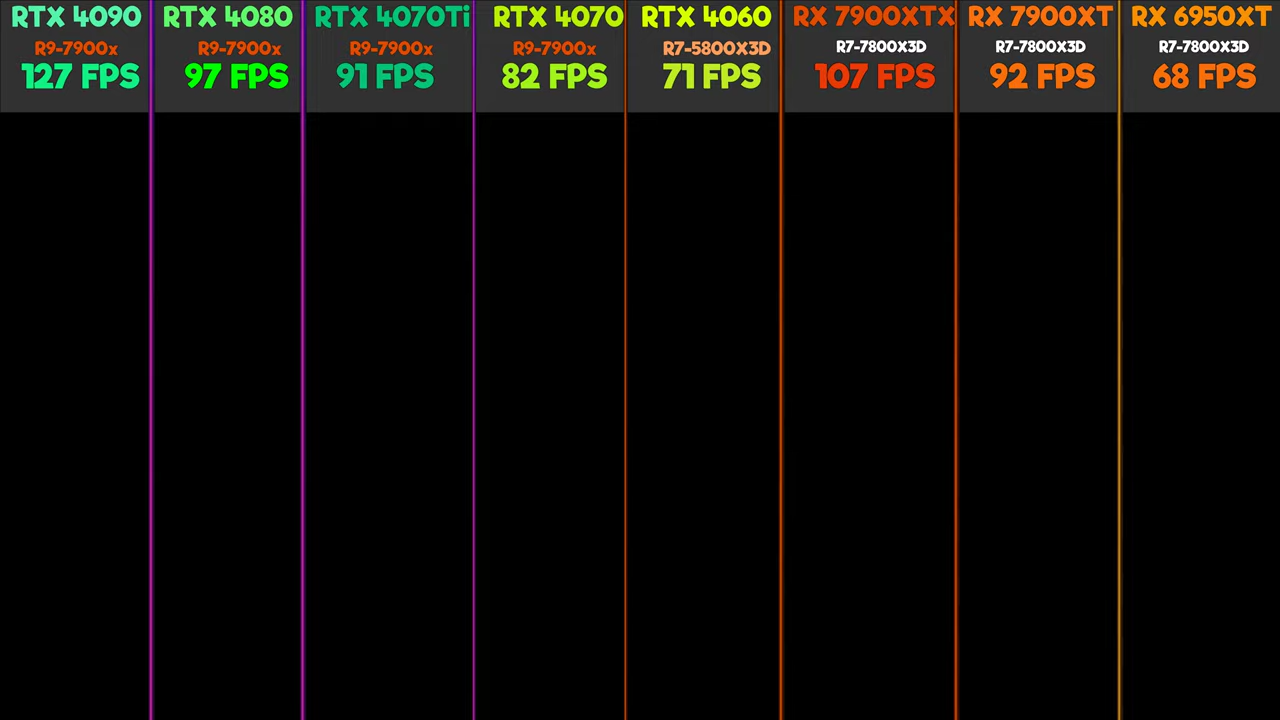 RTX 4090
R9-7900x
127 FPS
RTX 4080
R9-7900x
97 FPS
RTX 4070Ti
R9-7900x
91 FPS
RTX 4070
R9-7900x
82 FPS
RTX 4060
R7-5800X3D
71 FPS
RX 7900XTX
R7-7800X3D
107 FPS
RX 7900XT
R7-7800X3D
92 FPS
RX 6950XT
R7-7800X3D
68 FPS